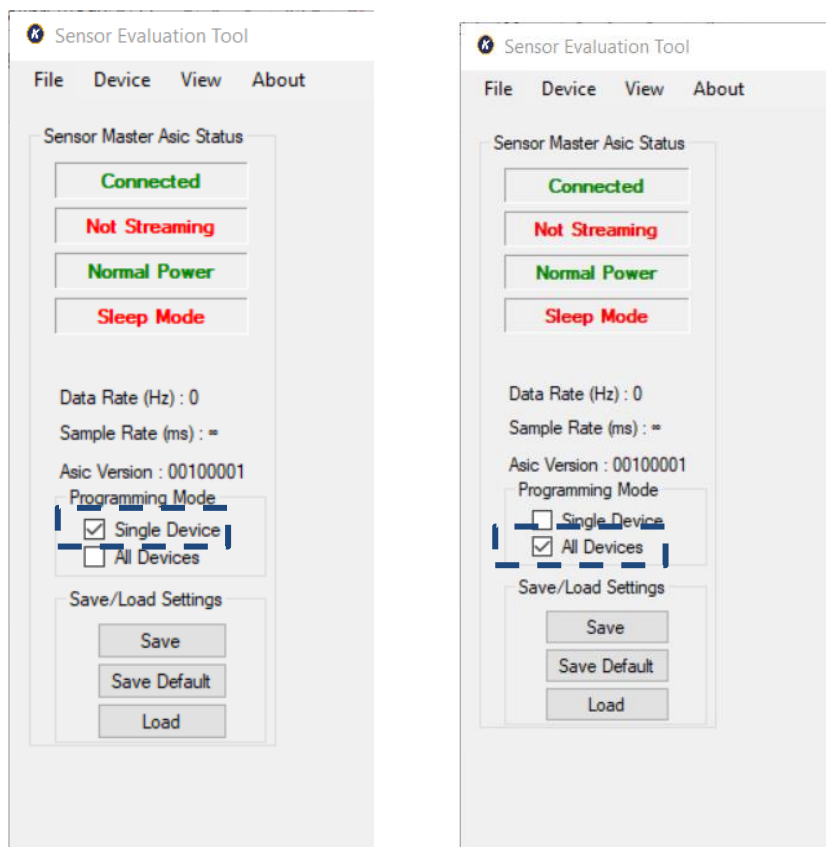 Sensor Evaluation Tool
File Device View About
Sensor Master Asic Status
Connected
Not Streaming
Normal Power
Sleep Mode
Data Rate (Hz) : 0
Sample Rate (ms) : ∞
Asic Version : 00100001
Programming Mode
Single Device
All Devices
Save/Load Settings
Save
Save Default
Load
Sensor Evaluation Tool
File Device View About
Sensor Master Asic Status
Connected
Not Streaming
Normal Power
Sleep Mode
Data Rate (Hz) : 0
Sample Rate (ms) : ∞
Asic Version : 00100001
Programming Mode
Single Device
All Devices
Save/Load Settings
Save
Save Default
Load